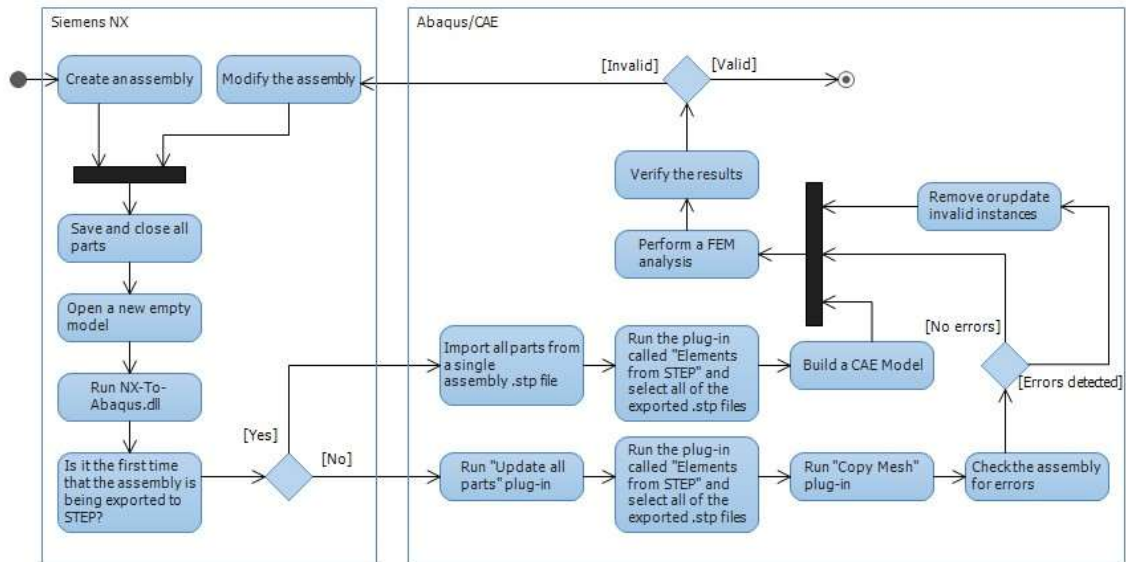 Siemens NX
Abaqus/CAE
Create an assembly
Modify the assembly
[Invalid]
[Valid]
Verify the results
Remove or update
invalid instances
Save and close all
parts
Perform a FEM
analysis
Open a new empty
model
[No errors]
Import all parts from
a single
assembly .stp file
Run the plug-in
called "Elements
from STEP" and
select all of the
exported .stp files
Build a CAE Model
[Errors detected]
Run NX-To-
Abaqus.dll
[Yes]
[No]
Is it the first time
that the assembly is
being exported to
STEP?
Run "Update all
parts" plug-in
Run the plug-in
called "Elements
from STEP" and
select all of the
exported .stp files
Run "Copy Mesh"
plug-in
Check the assembly
for errors